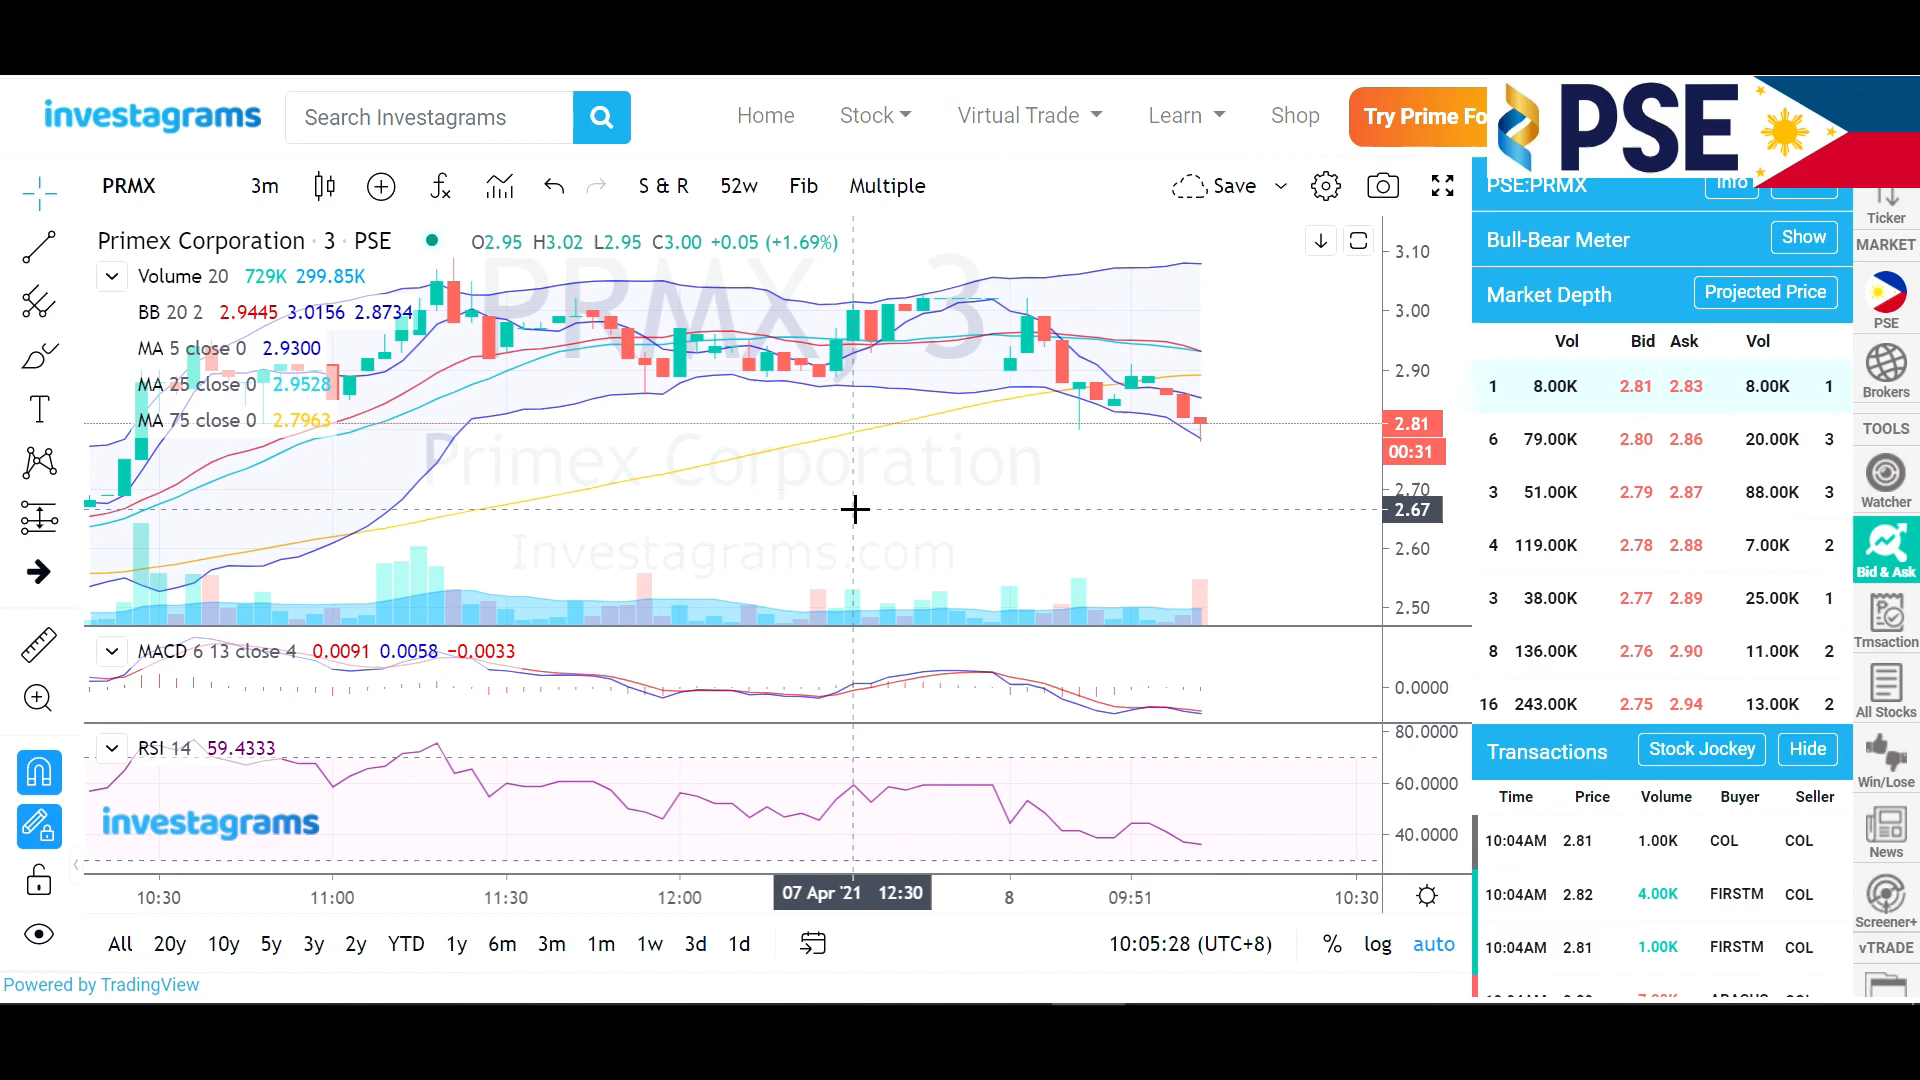 investagrams
Search Investagrams
Home
Stock
Virtual Trade
Learn
Shop
Try Prime Fo
PSE
PRMX
3m
S & R
52w
Fib
Multiple
Save
PSE:PRMX
Info
Primex Corporation · 3 · PSE
O2.95 H3.02 L2.95 C3.00 +0.05 (+1.69%)
Volume 20 729K 299.85K
BB 20 2 2.9445 3.0156 2.8734
MA 5 close 0 2.9300
MA 25 close 0 2.9528
MA 75 close 0 2.7963
PRMX, 3
Primex Corporation
Investagrams.com
3.10
3.00
2.90
2.81
00:31
2.70
2.67
2.60
2.50
MACD 6 13 close 4 0.0091 0.0058 −0.0033
0.0000
RSI 14 59.4333
investagrams
80.0000
60.0000
40.0000
10:30 11:00 11:30 12:00 07 Apr '21 12:30 8 09:51 10:30
All 20y 10y 5y 3y 2y YTD 1y 6m 3m 1m 1w 3d 1d
10:05:28 (UTC+8) % log auto
Powered by TradingView
Bull-Bear Meter Show
Market Depth Projected Price
Vol Bid Ask Vol
1 8.00K 2.81 2.83 8.00K 1
6 79.00K 2.80 2.86 20.00K 3
3 51.00K 2.79 2.87 88.00K 3
4 119.00K 2.78 2.88 7.00K 2
3 38.00K 2.77 2.89 25.00K 1
8 136.00K 2.76 2.90 11.00K 2
16 243.00K 2.75 2.94 13.00K 2
Transactions Stock Jockey Hide
Time Price Volume Buyer Seller
10:04AM 2.81 1.00K COL COL
10:04AM 2.82 4.00K FIRSTM COL
10:04AM 2.81 1.00K FIRSTM COL
Ticker
MARKET
PSE
Brokers
TOOLS
Watcher
Bid & Ask
Trnsaction
All Stocks
Win/Lose
News
Screener+
vTRADE